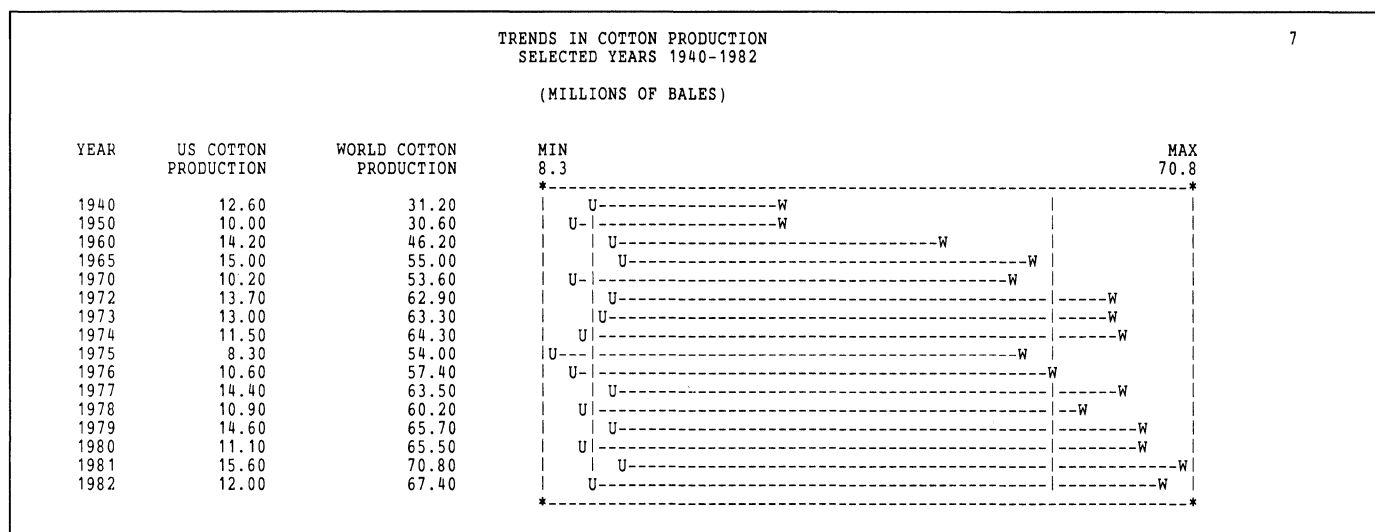 TRENDS IN COTTON PRODUCTION 7
SELECTED YEARS 1940-1982
(MILLIONS OF BALES)
YEAR US COTTON WORLD COTTON MIN MAX
PRODUCTION PRODUCTION 8.3 70.8
*----------------------------------------------------------------*
1940 12.60 31.20 | U------------------W | |
1950 10.00 30.60 | U-|------------------W | |
1960 14.20 46.20 | | U--------------------------------W | |
1965 15.00 55.00 | | U----------------------------------------W | |
1970 10.20 53.60 | U-|-----------------------------------------W | |
1972 13.70 62.90 | | U-------------------------------------------|-----W |
1973 13.00 63.30 | |U--------------------------------------------|-----W |
1974 11.50 64.30 | U|---------------------------------------------|------W |
1975 8.30 54.00 |U---|------------------------------------------W | |
1976 10.60 57.40 | U-|---------------------------------------------W |
1977 14.40 63.50 | | U-------------------------------------------|------W |
1978 10.90 60.20 | U|---------------------------------------------|--W |
1979 14.60 65.70 | | U-------------------------------------------|--------W |
1980 11.10 65.50 | U|---------------------------------------------|--------W |
1981 15.60 70.80 | | U------------------------------------------|------------W|
1982 12.00 67.40 | U---------------------------------------------|----------W |
*----------------------------------------------------------------*